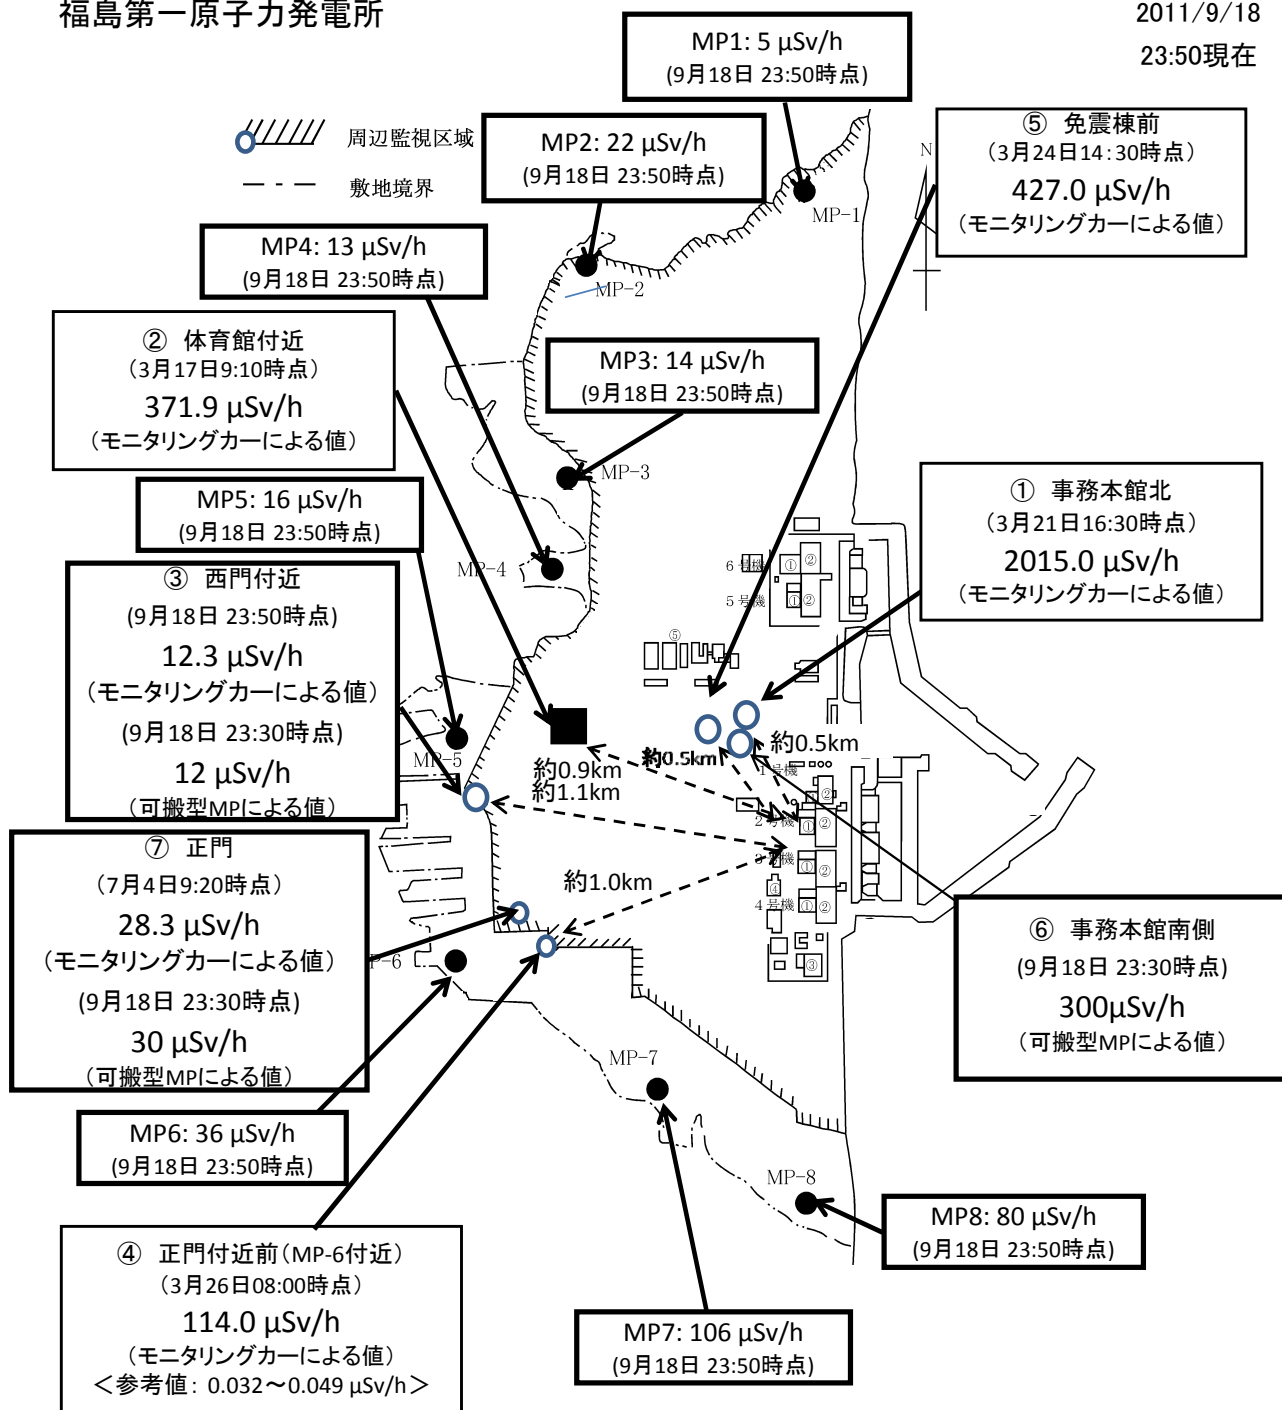 福島第一原子力発電所
2011/9/18
23:50現在
MP1: 5 μSv/h
(9月18日 23:50時点)
周辺監視区域
敷地境界
MP2: 22 μSv/h
(9月18日 23:50時点)
⑤ 免震棟前
(3月24日14:30時点)
427.0 μSv/h
(モニタリングカーによる値)
N
MP-1
MP4: 13 μSv/h
(9月18日 23:50時点)
MP-2
② 体育館付近
(3月17日9:10時点)
371.9 μSv/h
(モニタリングカーによる値)
MP3: 14 μSv/h
(9月18日 23:50時点)
MP-3
MP5: 16 μSv/h
(9月18日 23:50時点)
① 事務本館北
(3月21日16:30時点)
2015.0 μSv/h
(モニタリングカーによる値)
MP-4
6号機
① ②
5号機
① ②
③ 西門付近
(9月18日 23:50時点)
12.3 μSv/h
(モニタリングカーによる値)
(9月18日 23:30時点)
12 μSv/h
(可搬型MPによる値)
⑤
MP-5
約0.9km
約1.1km
約0.5km
約0.5km
1号機
②
2号機
① ②
3号機
① ②
④
4号機
① ②
③
約1.0km
⑦ 正門
(7月4日9:20時点)
28.3 μSv/h
(モニタリングカーによる値)
(9月18日 23:30時点)
30 μSv/h
(可搬型MPによる値)
P-6
⑥ 事務本館南側
(9月18日 23:30時点)
300μSv/h
(可搬型MPによる値)
MP-7
MP6: 36 μSv/h
(9月18日 23:50時点)
MP-8
MP8: 80 μSv/h
(9月18日 23:50時点)
④ 正門付近前(MP-6付近)
(3月26日08:00時点)
114.0 μSv/h
(モニタリングカーによる値)
＜参考値: 0.032～0.049 μSv/h＞
MP7: 106 μSv/h
(9月18日 23:50時点)